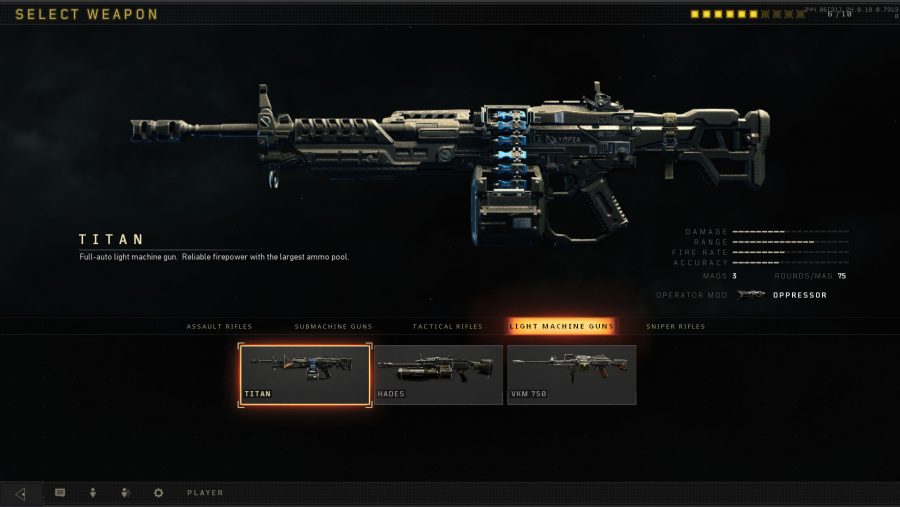 SELECT WEAPON
6/10
TITAN
Full-auto light machine gun. Reliable firepower with the largest ammo pool.
DAMAGE
RANGE
FIRE RATE
ACCURACY
MAGS 3 ROUNDS/MAG 75
OPERATOR MOD OPPRESSOR
ASSAULT RIFLES SUBMACHINE GUNS TACTICAL RIFLES LIGHT MACHINE GUNS SNIPER RIFLES
TITAN HADES VKM 750
PLAYER